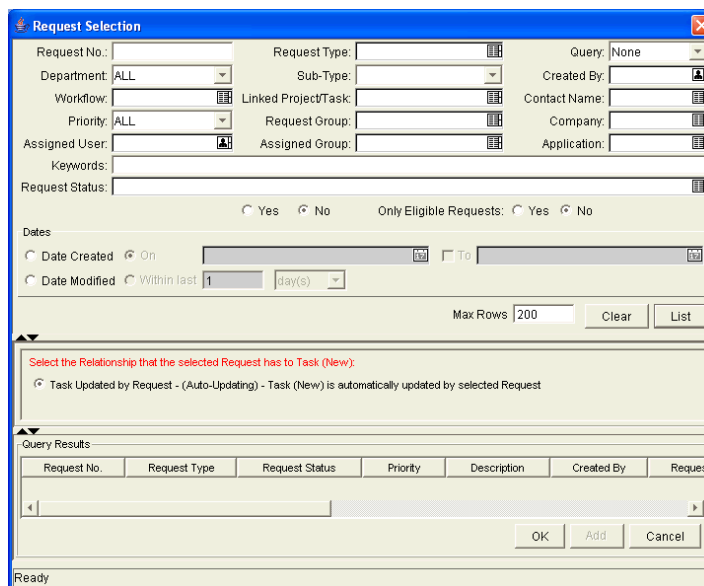 Request Selection
Request No.: Request Type: Query: None
Department: ALL Sub-Type: Created By:
Workflow: Linked Project/Task: Contact Name:
Priority: ALL Request Group: Company:
Assigned User: Assigned Group: Application:
Keywords:
Request Status:
Yes No Only Eligible Requests: Yes No
Dates
Date Created On To
Date Modified Within last 1 day(s)
Max Rows 200 Clear List
Select the Relationship that the selected Request has to Task (New):
Task Updated by Request - (Auto-Updating) - Task (New) is automatically updated by selected Request
Query Results
Request No. Request Type Request Status Priority Description Created By Reques
OK Add Cancel
Ready